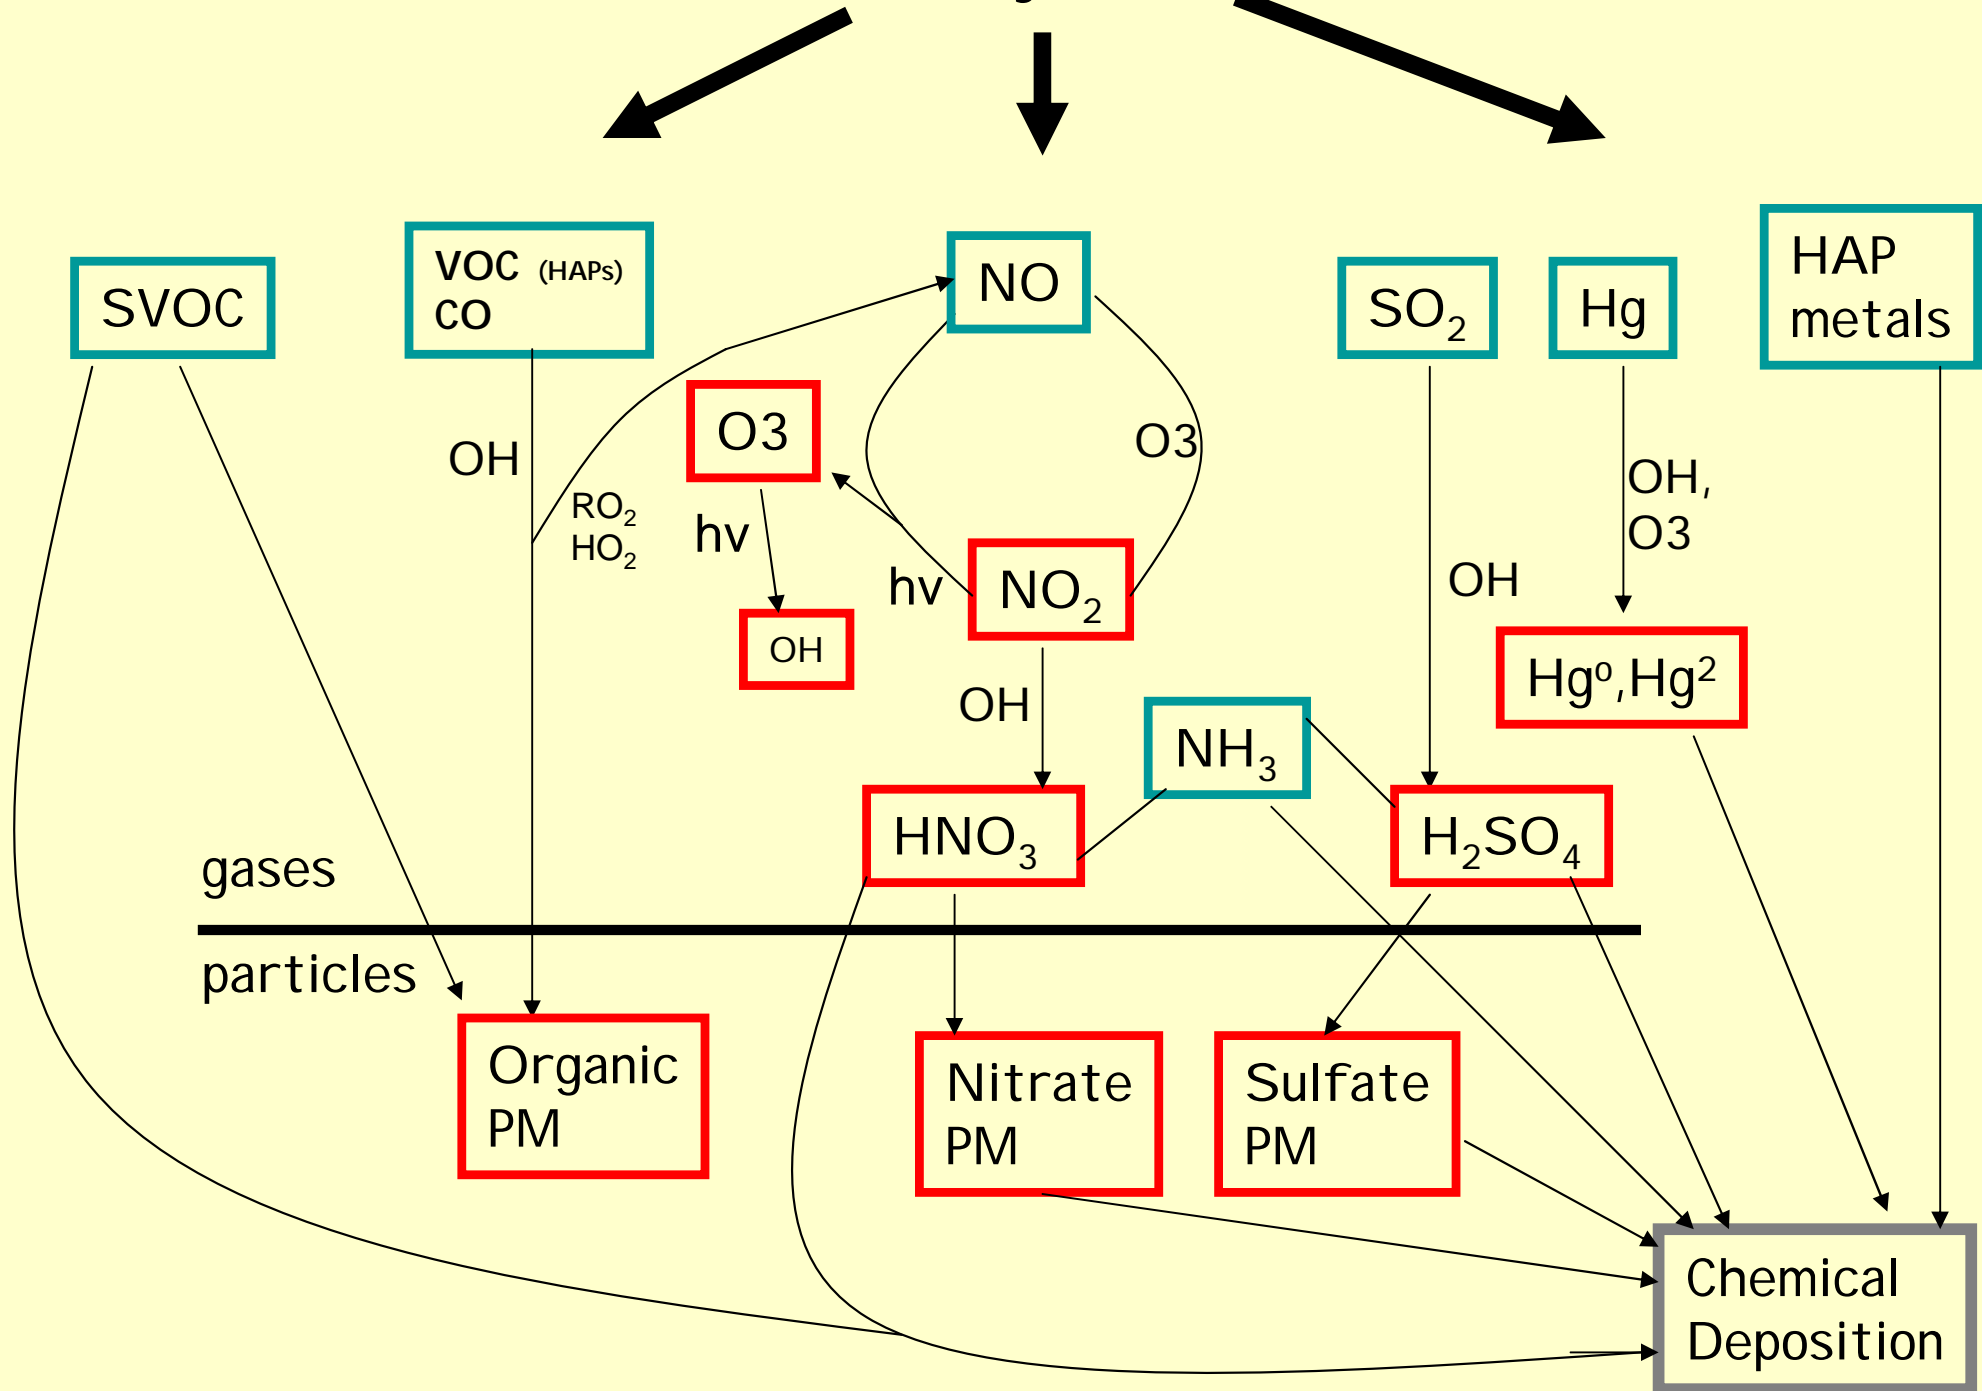 SVOC
VOC (HAPs)
CO
NO
SO₂
Hg
HAP
metals
O3
O3
OH
RO₂
HO₂
hv
hv
OH,
O3
NO₂
OH
OH
Hg⁰,Hg²
OH
NH₃
HNO₃
H₂SO₄
gases
particles
Organic
PM
Nitrate
PM
Sulfate
PM
Chemical
Deposition